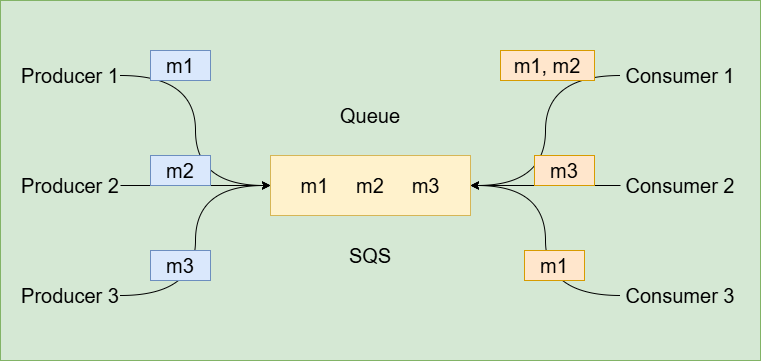 Producer 1
m1
m1, m2
Consumer 1
Queue
Producer 2
m2
m1 m2 m3
m3
Consumer 2
SQS
Producer 3
m3
m1
Consumer 3